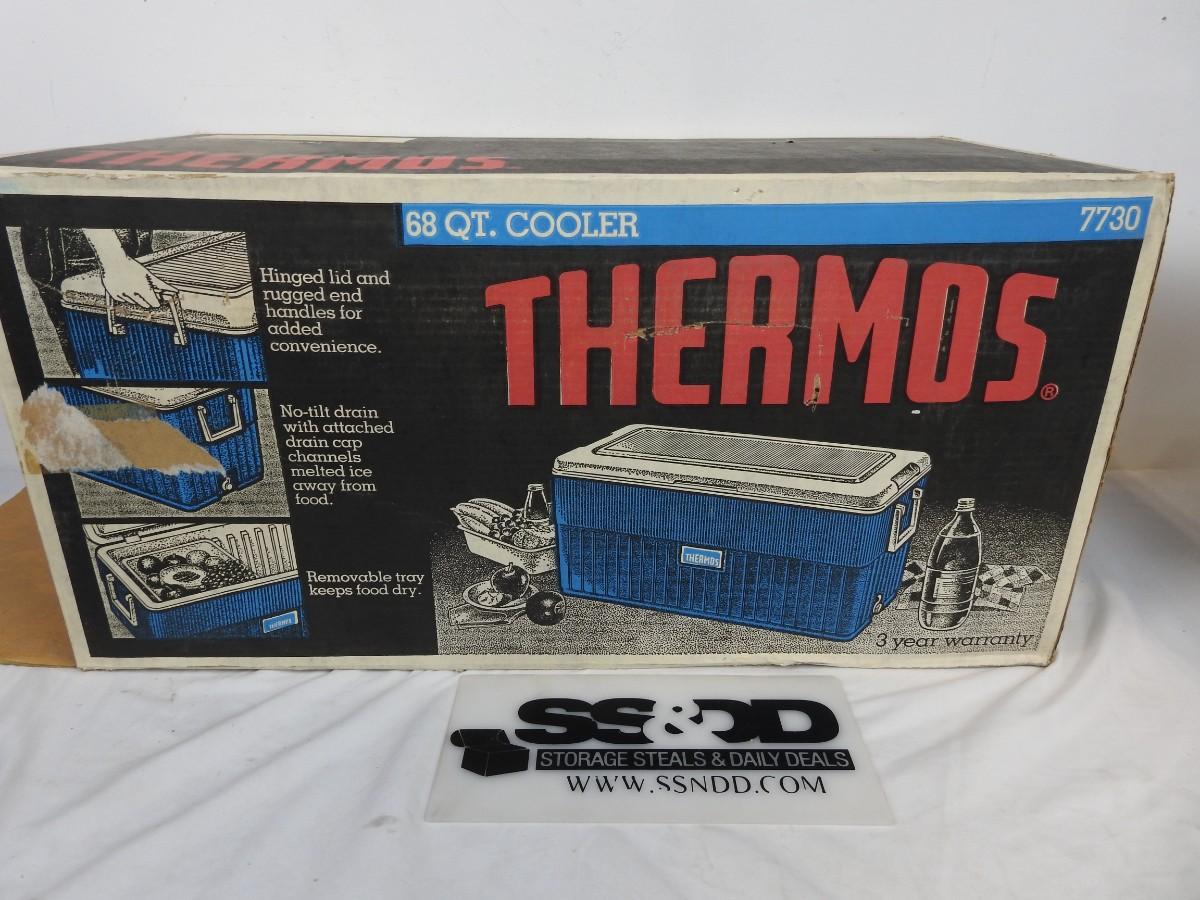 THERMOS
68 QT. COOLER
7730
THERMOS®
Hinged lid and
rugged end
handles for
added
convenience.
No-tilt drain
with attached
drain cap
channels
melted ice
away from
food.
Removable tray
keeps food dry.
THERMOS
THERMOS
3 year warranty
SS&DD
STORAGE STEALS & DAILY DEALS
WWW.SSNDD.COM